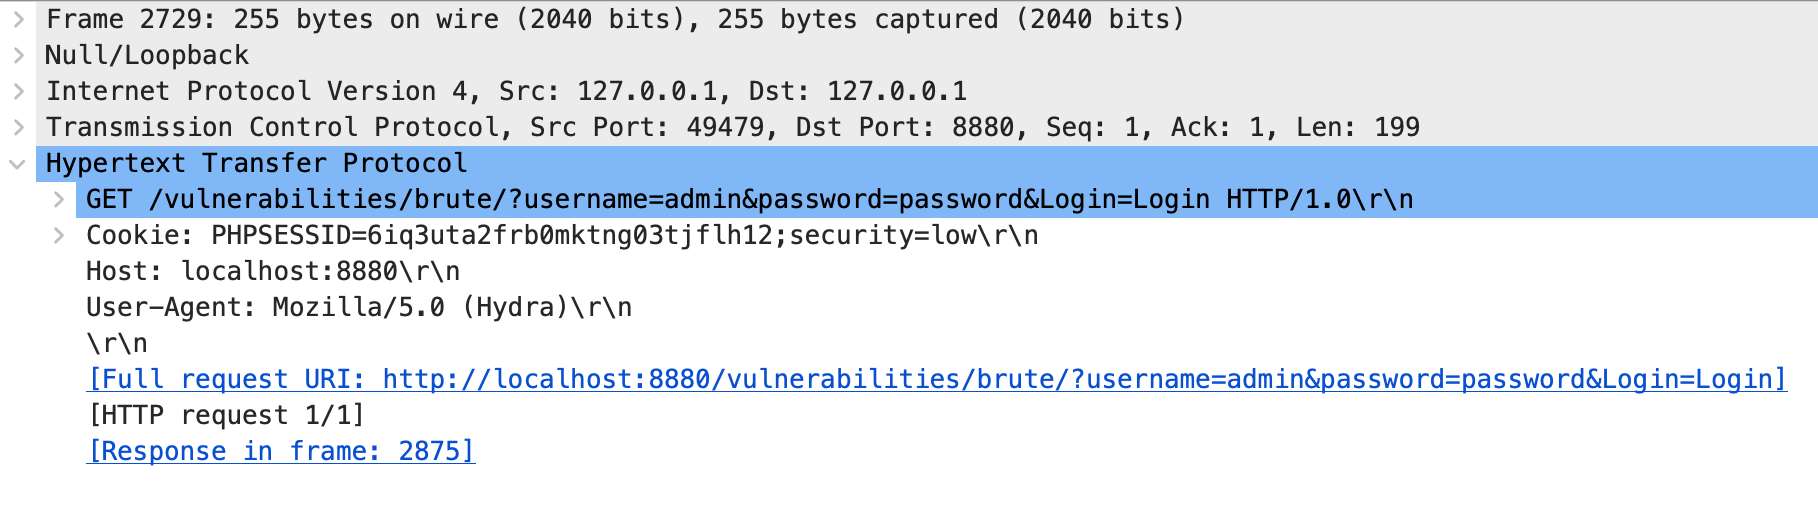 Frame 2729: 255 bytes on wire (2040 bits), 255 bytes captured (2040 bits)
Null/Loopback
Internet Protocol Version 4, Src: 127.0.0.1, Dst: 127.0.0.1
Transmission Control Protocol, Src Port: 49479, Dst Port: 8880, Seq: 1, Ack: 1, Len: 199
Hypertext Transfer Protocol
GET /vulnerabilities/brute/?username=admin&password=password&Login=Login HTTP/1.0\r\n
Cookie: PHPSESSID=6iq3uta2frb0mktng03tjflh12;security=low\r\n
Host: localhost:8880\r\n
User-Agent: Mozilla/5.0 (Hydra)\r\n
\r\n
[Full request URI: http://localhost:8880/vulnerabilities/brute/?username=admin&password=password&Login=Login]
[HTTP request 1/1]
[Response in frame: 2875]